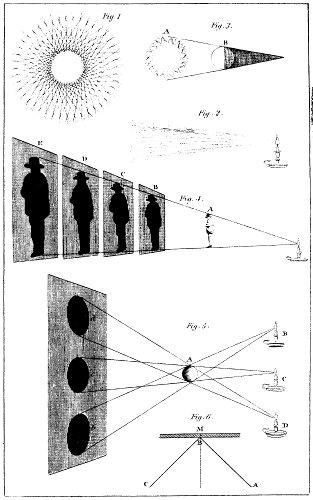 Fig. 1
Fig. 3.
A
B
Fig. 2.
E
D
C
B
Fig. 4.
A
Fig. 5.
A
B
C
D
Fig. 6.
M
B
C
A